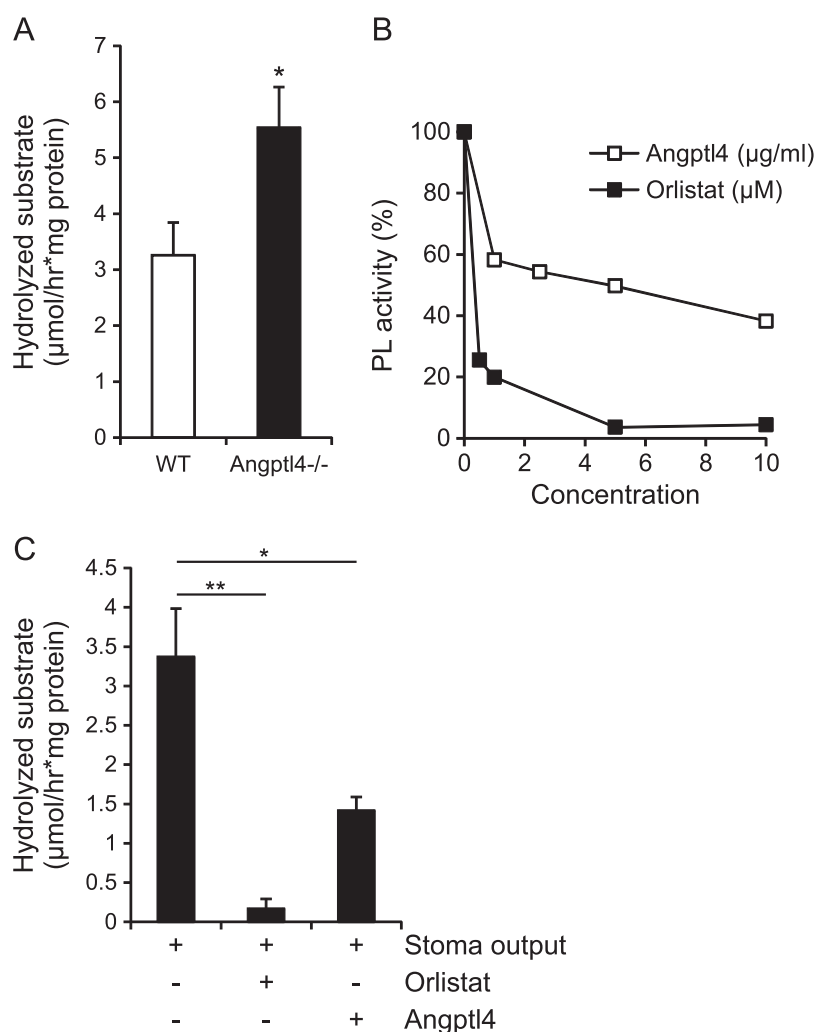 A
Hydrolyzed substrate
(µmol/hr*mg protein)
7
6
5
4
3
2
1
0
*
WT
Angptl4-/-
B
PL activity (%)
100
80
60
40
20
0
Angptl4 (µg/ml)
Orlistat (µM)
0 2 4 6 8 10
Concentration
C
Hydrolyzed substrate
(µmol/hr*mg protein)
4.5
4
3.5
3
2.5
2
1.5
1
0.5
0
*
**
+ + + Stoma output
- + - Orlistat
- - + Angptl4